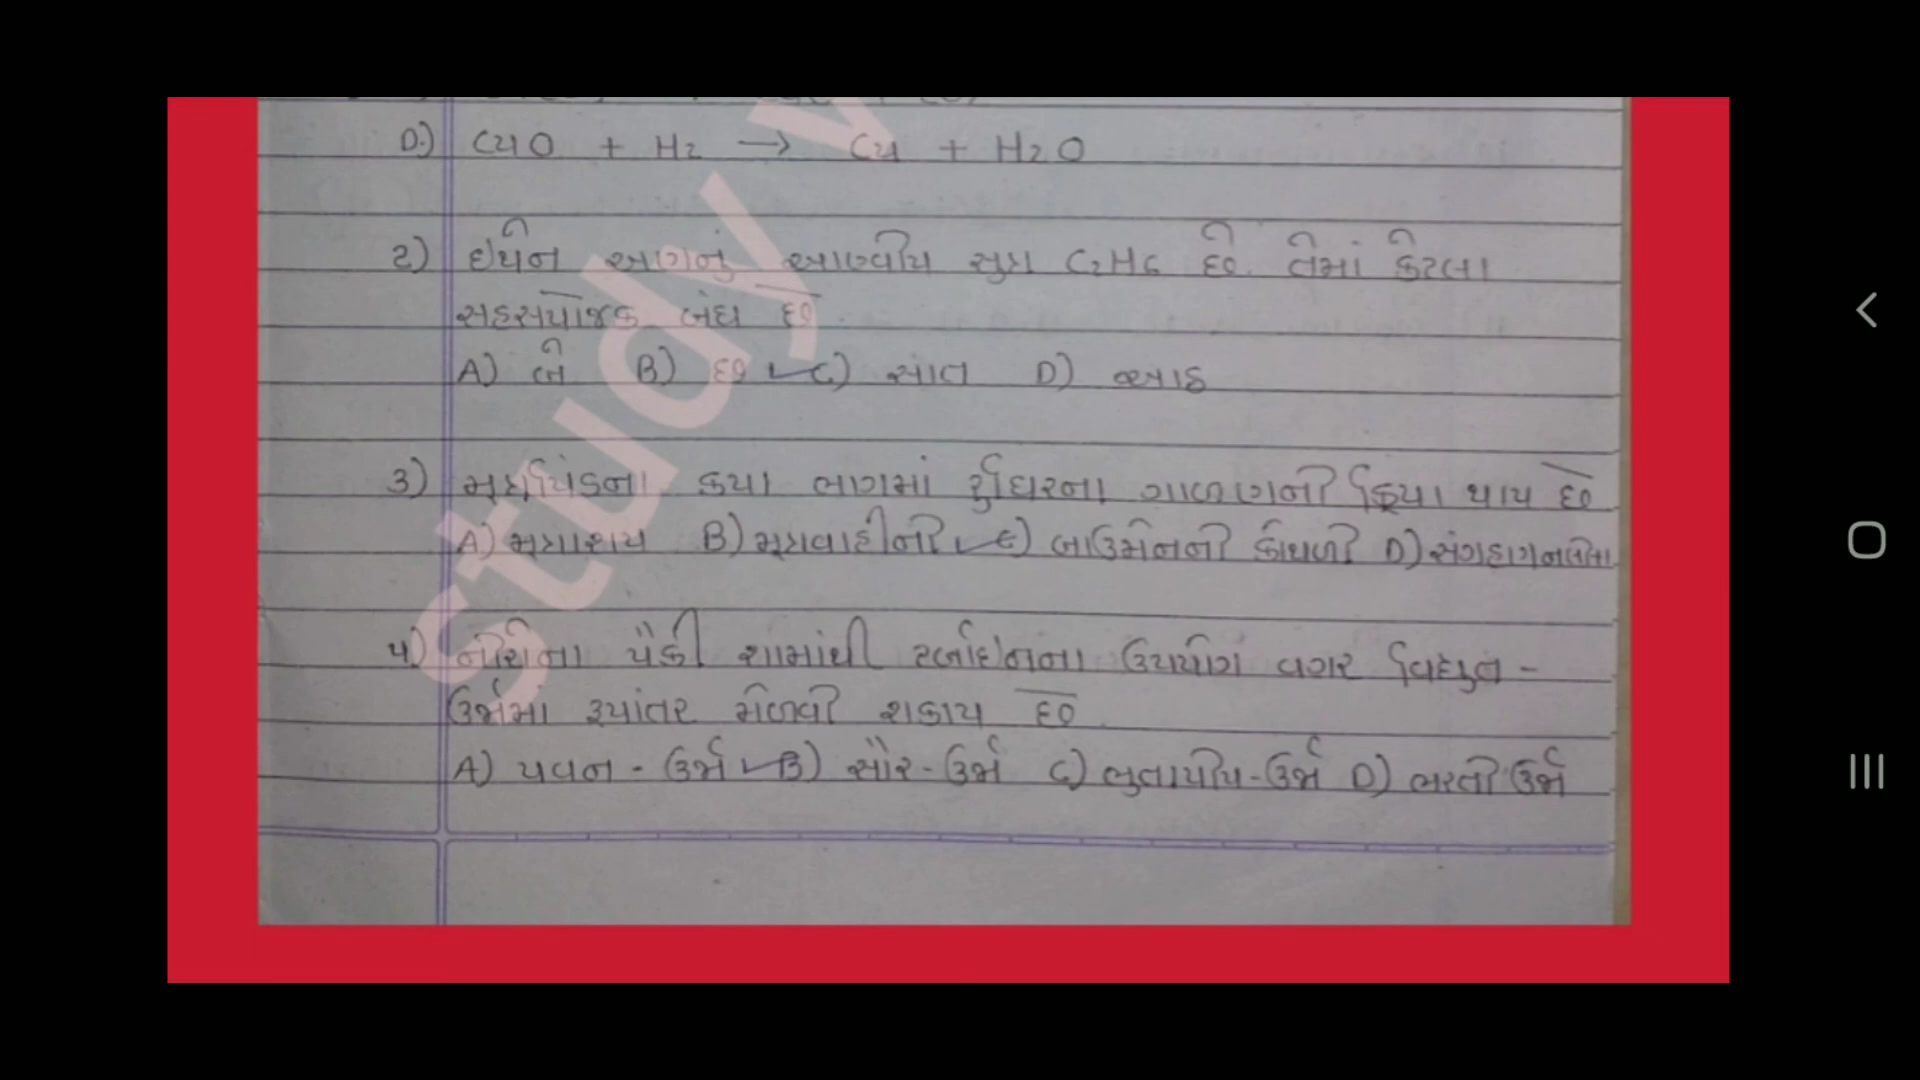 D.) CuO + H2 → Cu + H2O
2) ઇથેન અણુનું આણ્વીય સુત્ર C2H6 છે. તેમાં કેટલા
સહસંયોજક બંધ છે.
A) બે B) છ C) સાત D) આઠ
3) મૂત્રપિંડના કયા ભાગમાં રુધિરના ગાળણની ક્રિયા થાય છે
A) મૂત્રાશય B) મૂત્રવાહીની C) બાઉમેનની કોથળી D)
4) નીચેના પૈકી શામાંથી ટર્બાઇનના ઉપયોગ વગર વિદ્યુત -
ઉર્જામાં રૂપાંતર મેળવી શકાય છે.
A) પવન - ઉર્જા B) સૌર - ઉર્જા C) ભુતાપીય - ઉર્જા D) ભરતી ઉર્જા
study